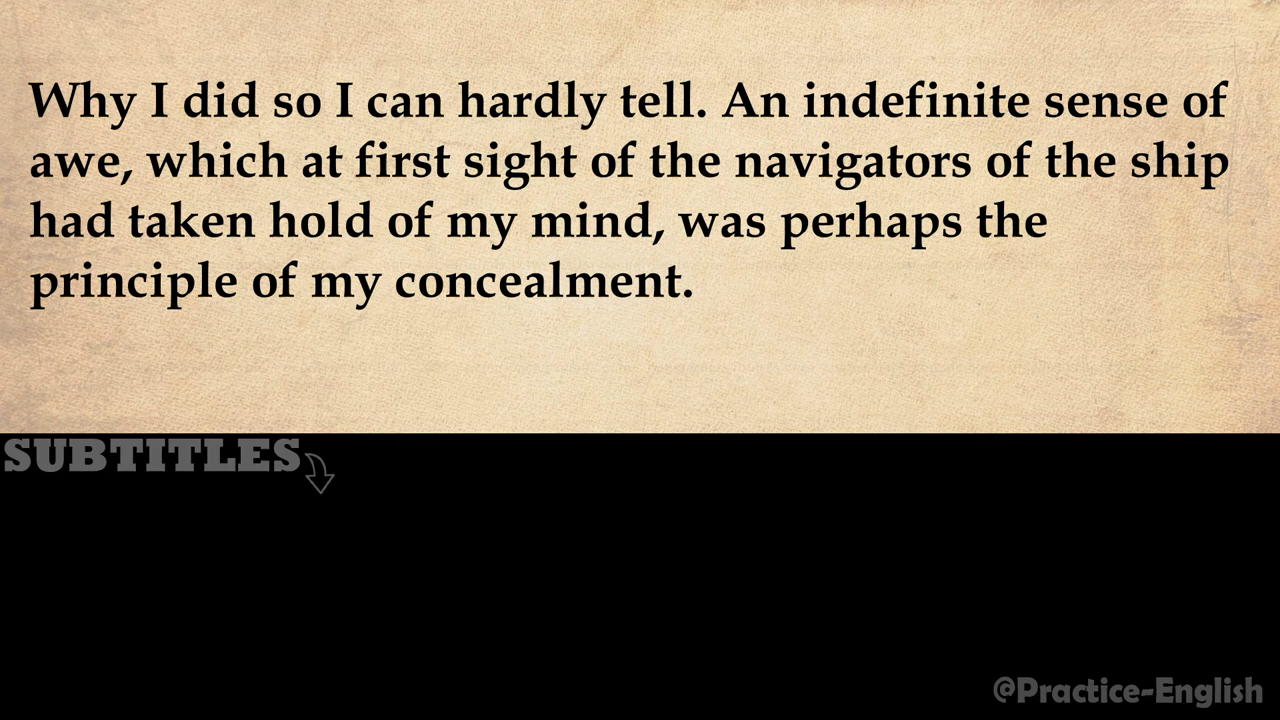 Why I did so I can hardly tell. An indefinite sense of
awe, which at first sight of the navigators of the ship
had taken hold of my mind, was perhaps the
principle of my concealment.
SUBTITLES
@Practice-English